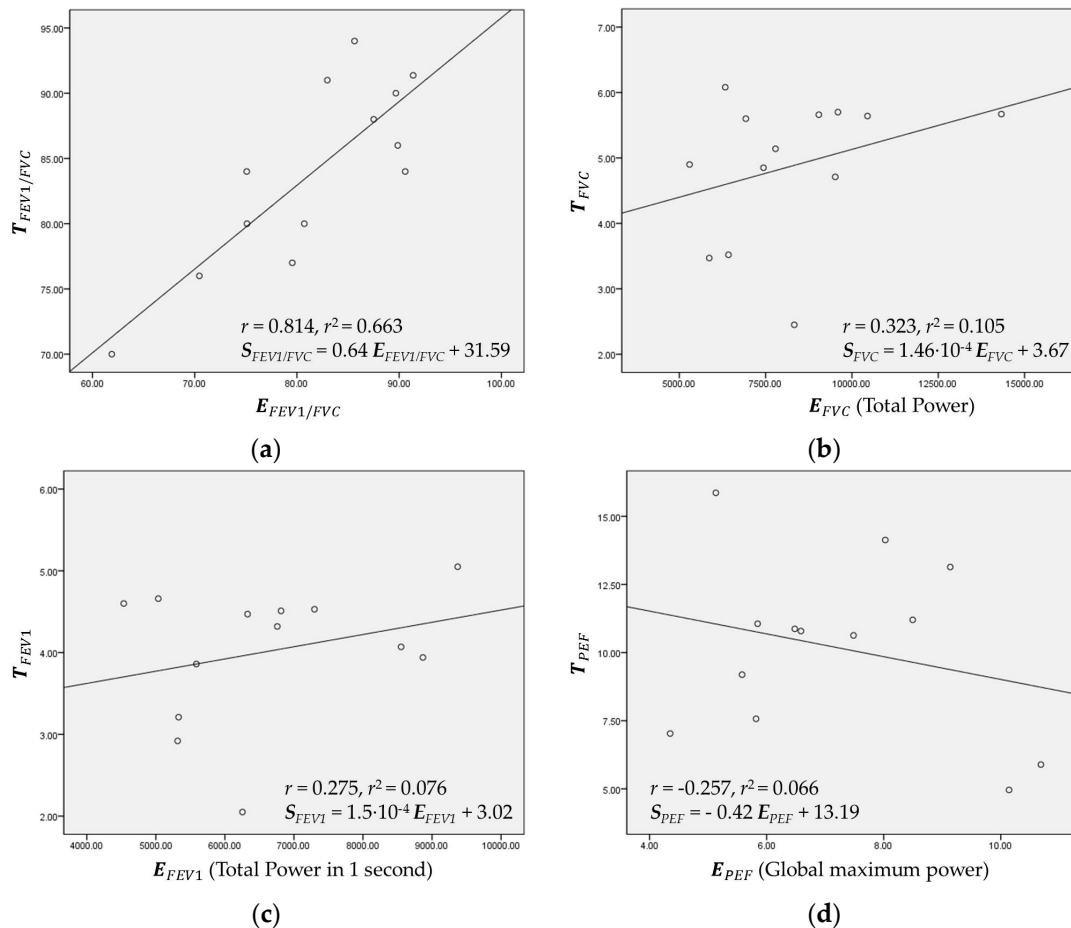 95.00
90.00
85.00
80.00
75.00
70.00
T_FEV1/FVC
r = 0.814, r² = 0.663
S_FEV1/FVC = 0.64 E_FEV1/FVC + 31.59
60.00 70.00 80.00 90.00 100.00
E_FEV1/FVC
(a)
7.00
6.00
5.00
4.00
3.00
2.00
T_FVC
r = 0.323, r² = 0.105
S_FVC = 1.46·10⁻⁴ E_FVC + 3.67
5000.00 7500.00 10000.00 12500.00 15000.00
E_FVC (Total Power)
(b)
6.00
5.00
4.00
3.00
2.00
T_FEV1
r = 0.275, r² = 0.076
S_FEV1 = 1.5·10⁻⁴ E_FEV1 + 3.02
4000.00 5000.00 6000.00 7000.00 8000.00 9000.00 10000.00
E_FEV1 (Total Power in 1 second)
(c)
15.00
12.50
10.00
7.50
5.00
T_PEF
r = -0.257, r² = 0.066
S_PEF = - 0.42 E_PEF + 13.19
4.00 6.00 8.00 10.00
E_PEF (Global maximum power)
(d)